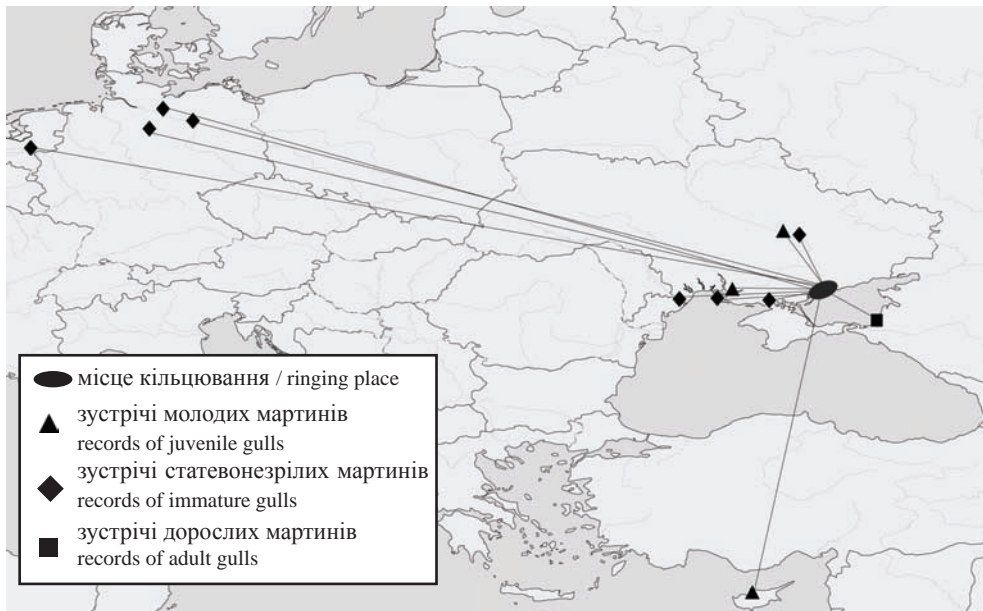 місце кільцювання / ringing place
зустрічі молодих мартинів
records of juvenile gulls
зустрічі статевонезрілих мартинів
records of immature gulls
зустрічі дорослих мартинів
records of adult gulls